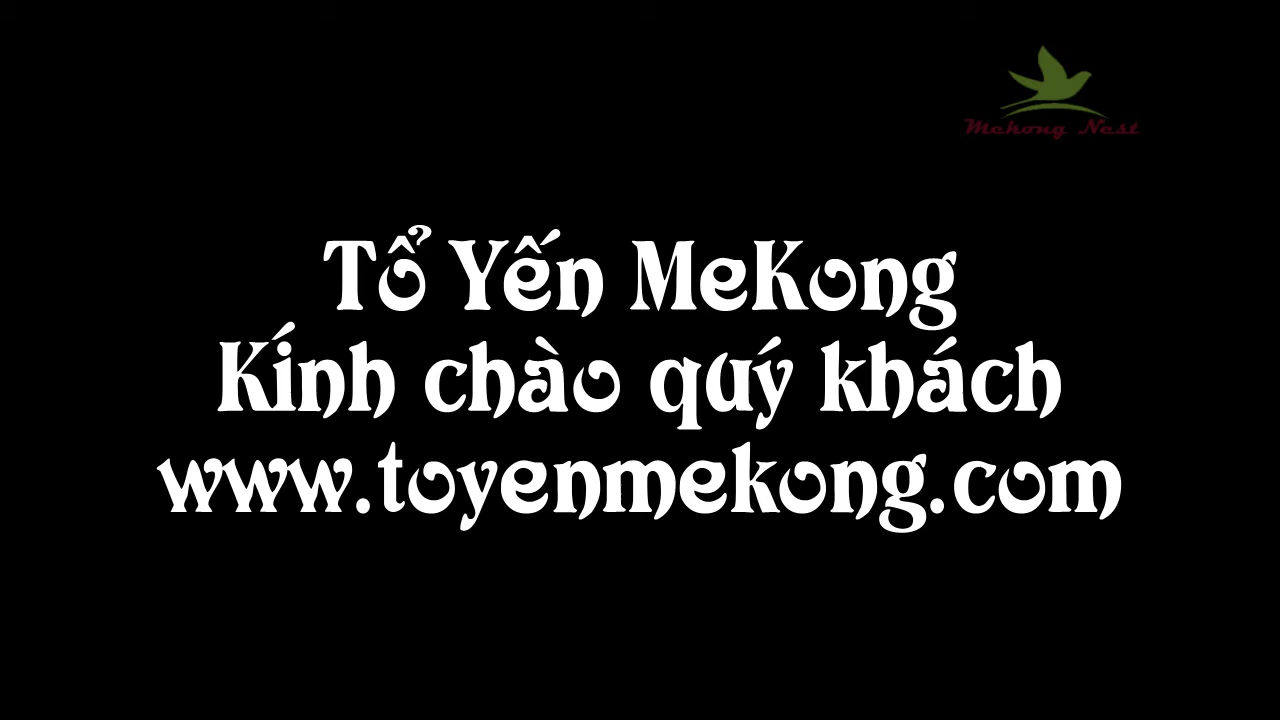 Mekong Nest
Tổ Yến MeKong
Kính chào quý khách
www.toyenmekong.com